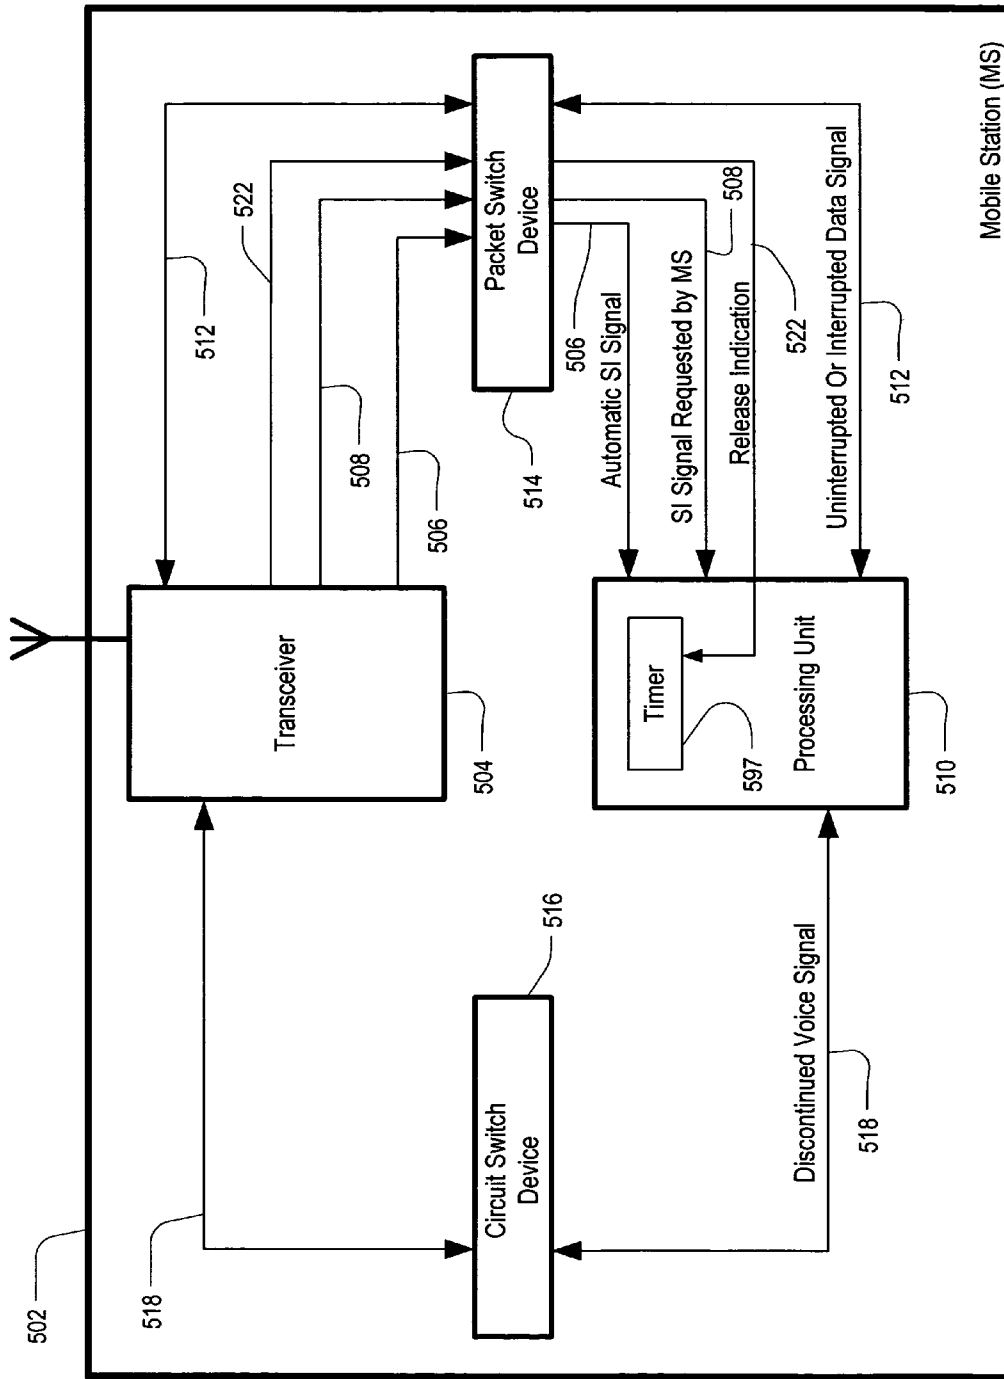 Mobile Station (MS)
502
518
512
522
508
506
Transceiver
504
Circuit Switch
Device
516
Packet Switch
Device
514
506
Automatic SI Signal
SI Signal Requested by MS
508
Release Indication
522
Uninterrupted Or Interrupted Data Signal
512
Timer
597
Processing Unit
510
Discontinued Voice Signal
518